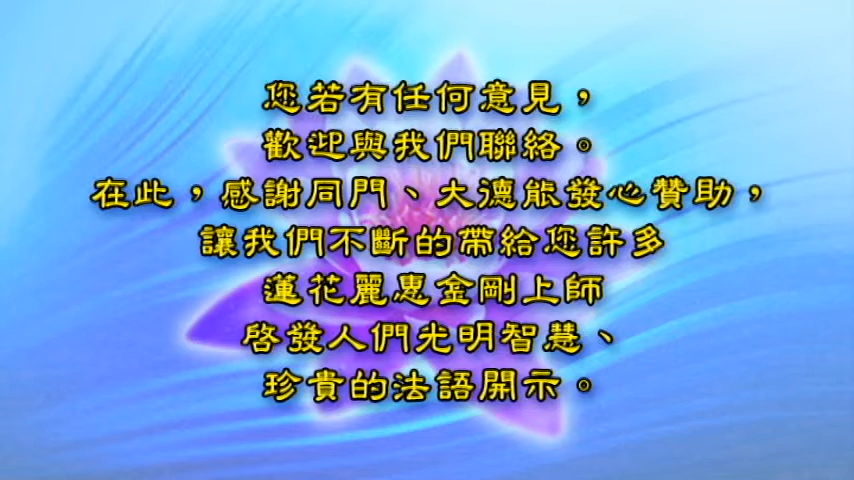 您若有任何意見，
歡迎與我們聯絡。
在此，感謝同門、大德能發心贊助，
讓我們不斷的帶給您許多
蓮花麗惠金剛上師
啓發人們光明智慧、
珍貴的法語開示。